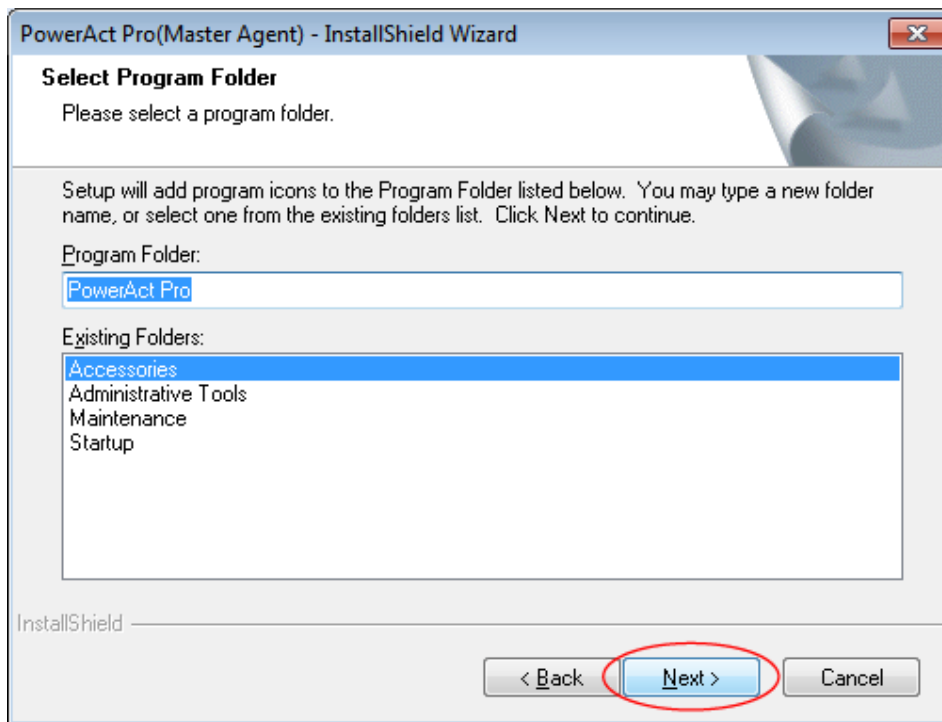 PowerAct Pro(Master Agent) - InstallShield Wizard
Select Program Folder
Please select a program folder.
Setup will add program icons to the Program Folder listed below.  You may type a new folder
name, or select one from the existing folders list.  Click Next to continue.
Program Folder:
PowerAct Pro
Existing Folders:
Accessories
Administrative Tools
Maintenance
Startup
InstallShield
< Back Next > Cancel